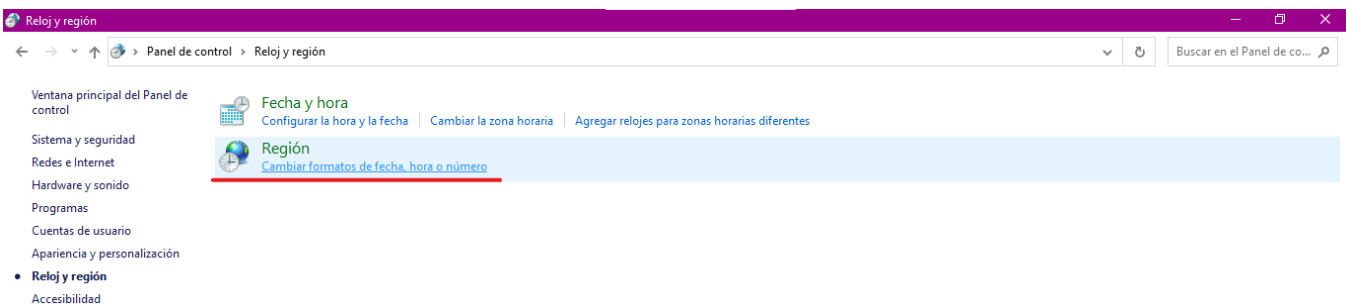 Reloj y región
Panel de control > Reloj y región
Buscar en el Panel de co...
Ventana principal del Panel de
control
Sistema y seguridad
Redes e Internet
Hardware y sonido
Programas
Cuentas de usuario
Apariencia y personalización
Reloj y región
Accesibilidad
Fecha y hora
Configurar la hora y la fecha | Cambiar la zona horaria | Agregar relojes para zonas horarias diferentes
Región
Cambiar formatos de fecha, hora o número